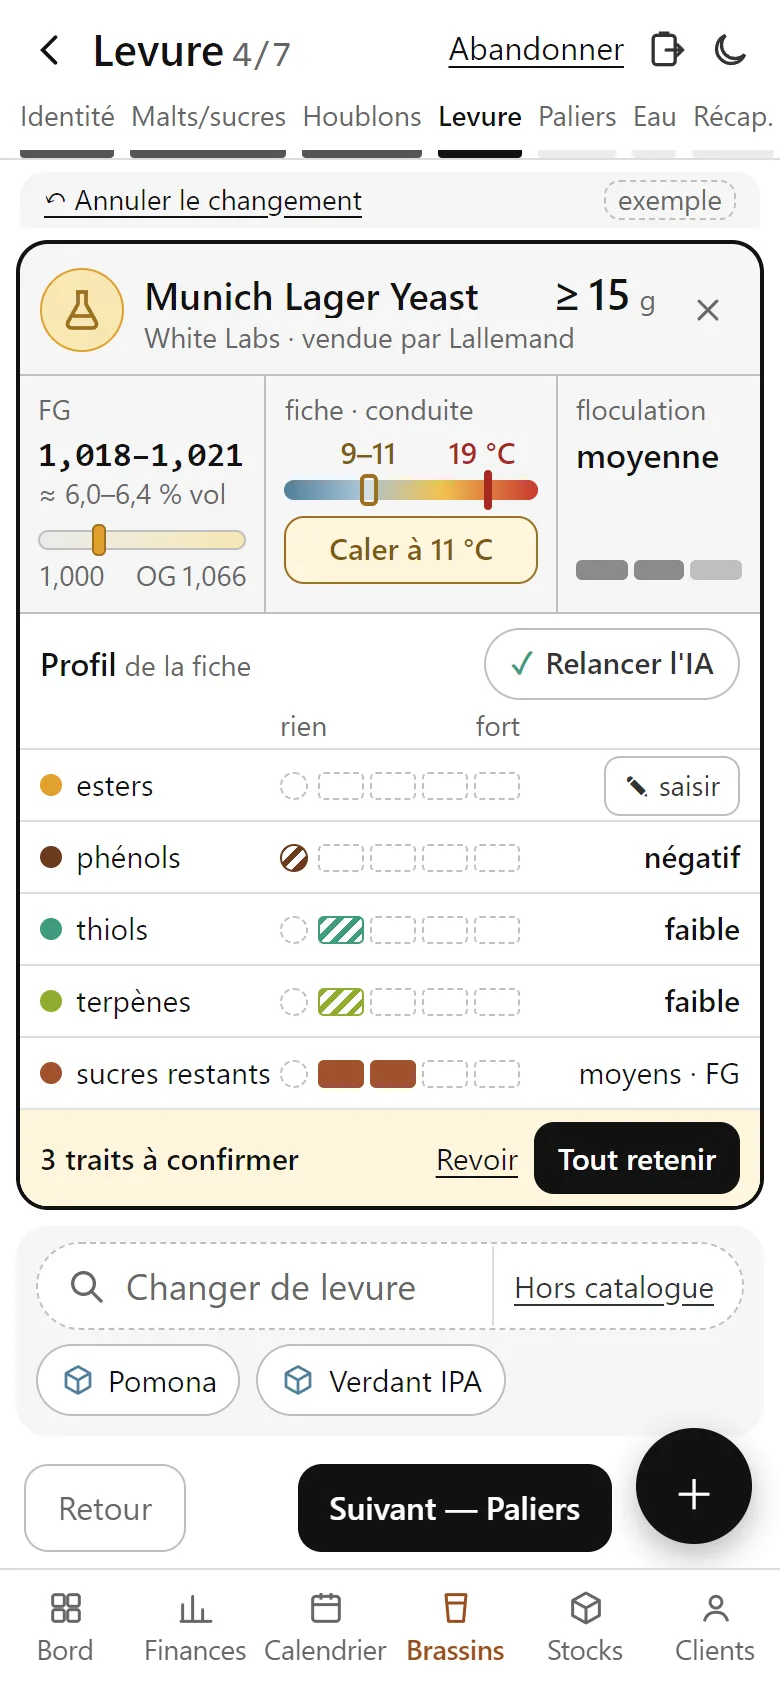 Levure 4/7 Abandonner
Identité Malts/sucres Houblons Levure Paliers Eau Récap.
↶ Annuler le changement exemple
Munich Lager Yeast ≥ 15 g
White Labs · vendue par Lallemand
FG fiche · conduite floculation
1,018–1,021 9–11 19 °C moyenne
≈ 6,0–6,4 % vol
Caler à 11 °C
1,000 OG 1,066
Profil de la fiche ✓ Relancer l'IA
rien fort
esters saisir
phénols négatif
thiols faible
terpènes faible
sucres restants moyens · FG
3 traits à confirmer Revoir Tout retenir
Changer de levure Hors catalogue
Pomona Verdant IPA
Retour Suivant — Paliers +
Bord Finances Calendrier Brassins Stocks Clients